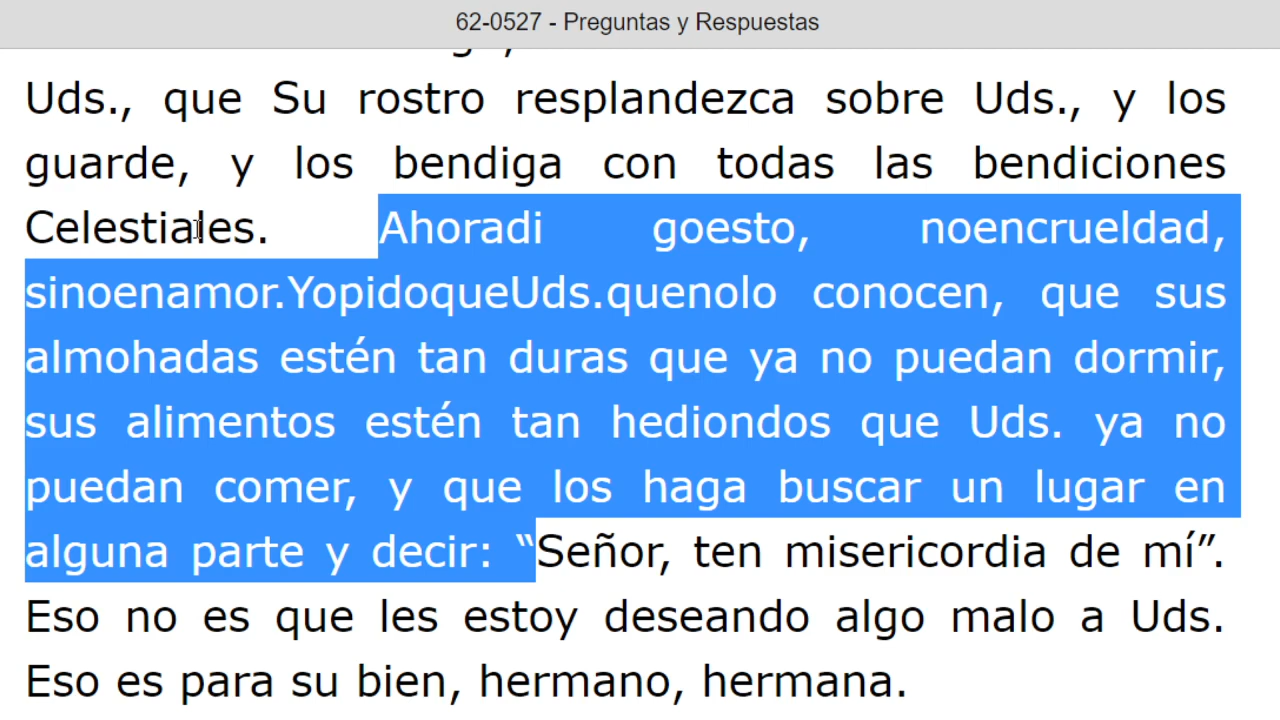 62-0527 - Preguntas y Respuestas
Uds., que Su rostro resplandezca sobre Uds., y los
guarde, y los bendiga con todas las bendiciones
Celestiales. Ahoradi goesto, noencrueldad,
sinoenamor.YopidoqueUds.quenolo conocen, que sus
almohadas estén tan duras que ya no puedan dormir,
sus alimentos estén tan hediondos que Uds. ya no
puedan comer, y que los haga buscar un lugar en
alguna parte y decir: “Señor, ten misericordia de mí”.
Eso no es que les estoy deseando algo malo a Uds.
Eso es para su bien, hermano, hermana.